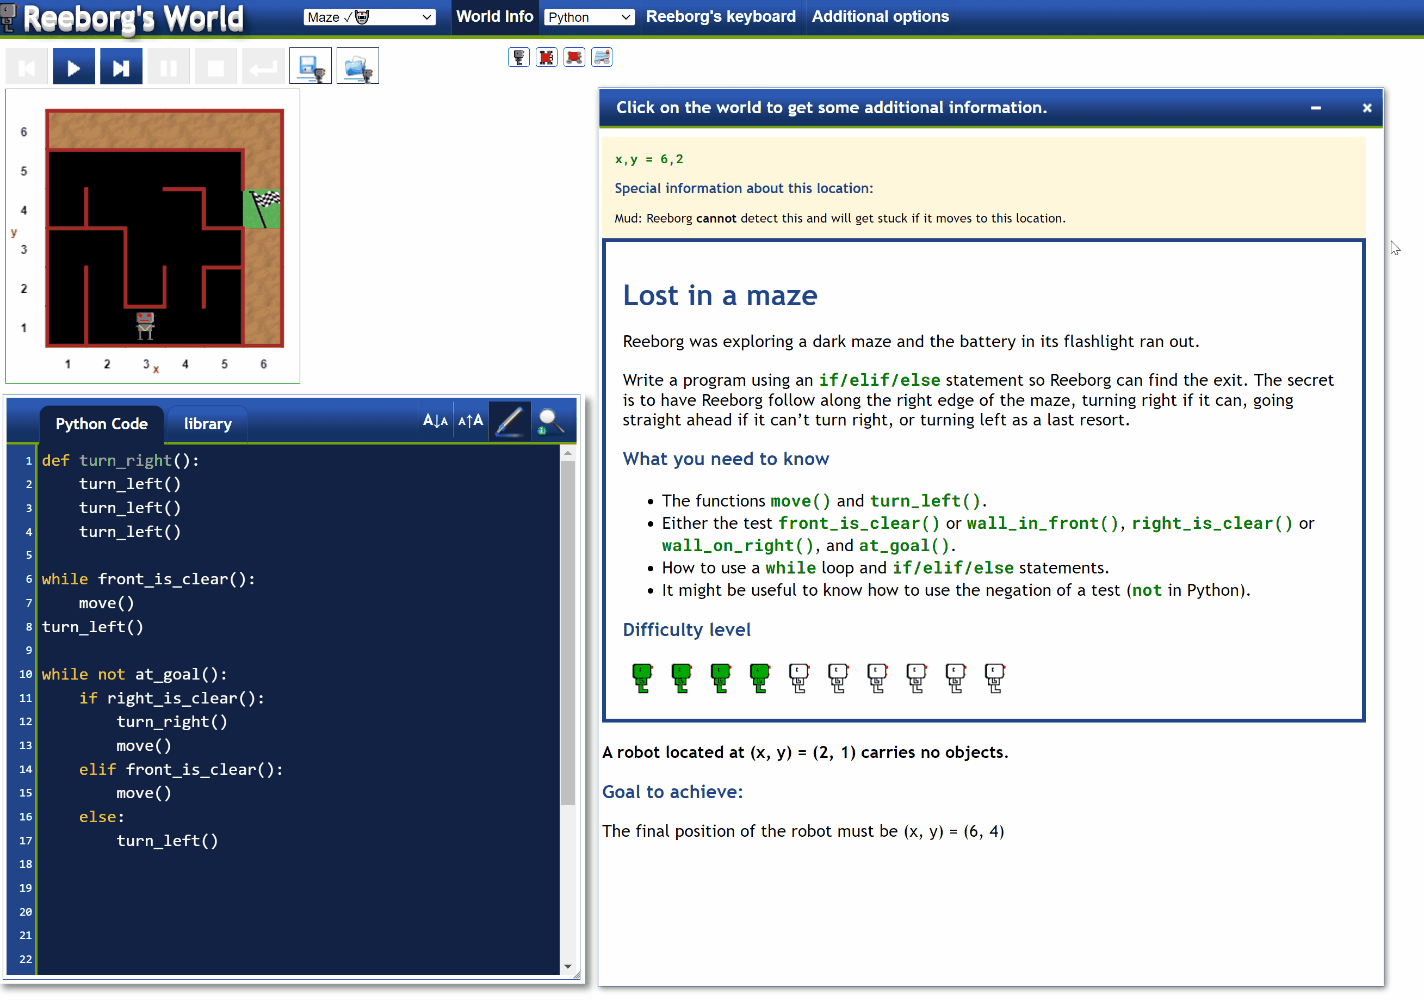 Reeborg's World
Maze ✓
World Info
Python
Reeborg's keyboard
Additional options
6
5
4
y
3
2
1
1 2 3 x 4 5 6
Python Code
library
A↓A
A↑A
1 def turn_right():
2 turn_left()
3 turn_left()
4 turn_left()
5
6 while front_is_clear():
7 move()
8 turn_left()
9
10 while not at_goal():
11 if right_is_clear():
12 turn_right()
13 move()
14 elif front_is_clear():
15 move()
16 else:
17 turn_left()
18
19
20
21
22
Click on the world to get some additional information.
x,y = 6,2
Special information about this location:
Mud: Reeborg cannot detect this and will get stuck if it moves to this location.
Lost in a maze
Reeborg was exploring a dark maze and the battery in its flashlight ran out.
Write a program using an if/elif/else statement so Reeborg can find the exit. The secret
is to have Reeborg follow along the right edge of the maze, turning right if it can, going
straight ahead if it can't turn right, or turning left as a last resort.
What you need to know
• The functions move() and turn_left().
• Either the test front_is_clear() or wall_in_front(), right_is_clear() or
wall_on_right(), and at_goal().
• How to use a while loop and if/elif/else statements.
• It might be useful to know how to use the negation of a test (not in Python).
Difficulty level
A robot located at (x, y) = (2, 1) carries no objects.
Goal to achieve:
The final position of the robot must be (x, y) = (6, 4)